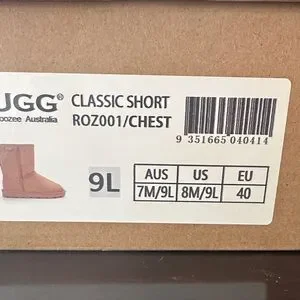 UGG®
oozee Australia
CLASSIC SHORT
ROZ001/CHEST
9 351665 040414
9L
AUS US EU
7M/9L 8M/9L 40